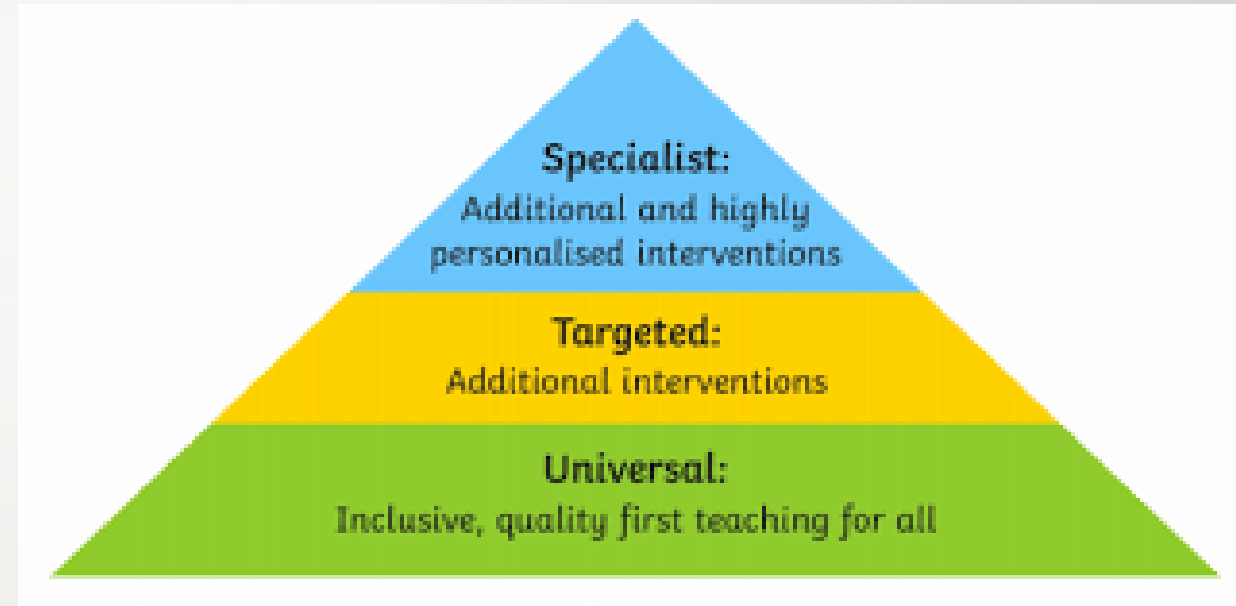 Specialist:
Additional and highly
personalised interventions
Targeted:
Additional interventions
Universal:
Inclusive, quality first teaching for all